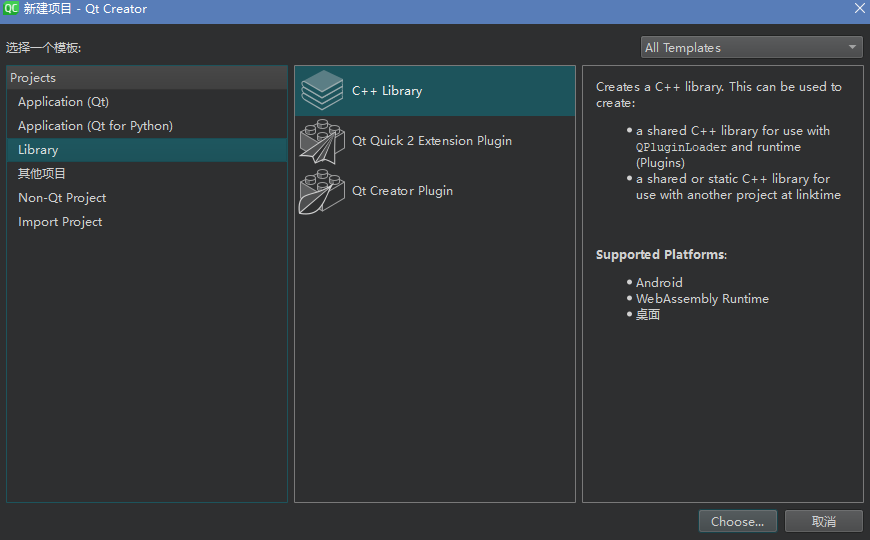 QC 新建项目 - Qt Creator
选择一个模板:
All Templates
Projects
Application (Qt)
Application (Qt for Python)
Library
其他项目
Non-Qt Project
Import Project
C++ Library
Qt Quick 2 Extension Plugin
Qt Creator Plugin
Creates a C++ library. This can be used to
create:
• a shared C++ library for use with
QPluginLoader and runtime
(Plugins)
• a shared or static C++ library for
use with another project at linktime
Supported Platforms:
• Android
• WebAssembly Runtime
• 桌面
Choose...
取消